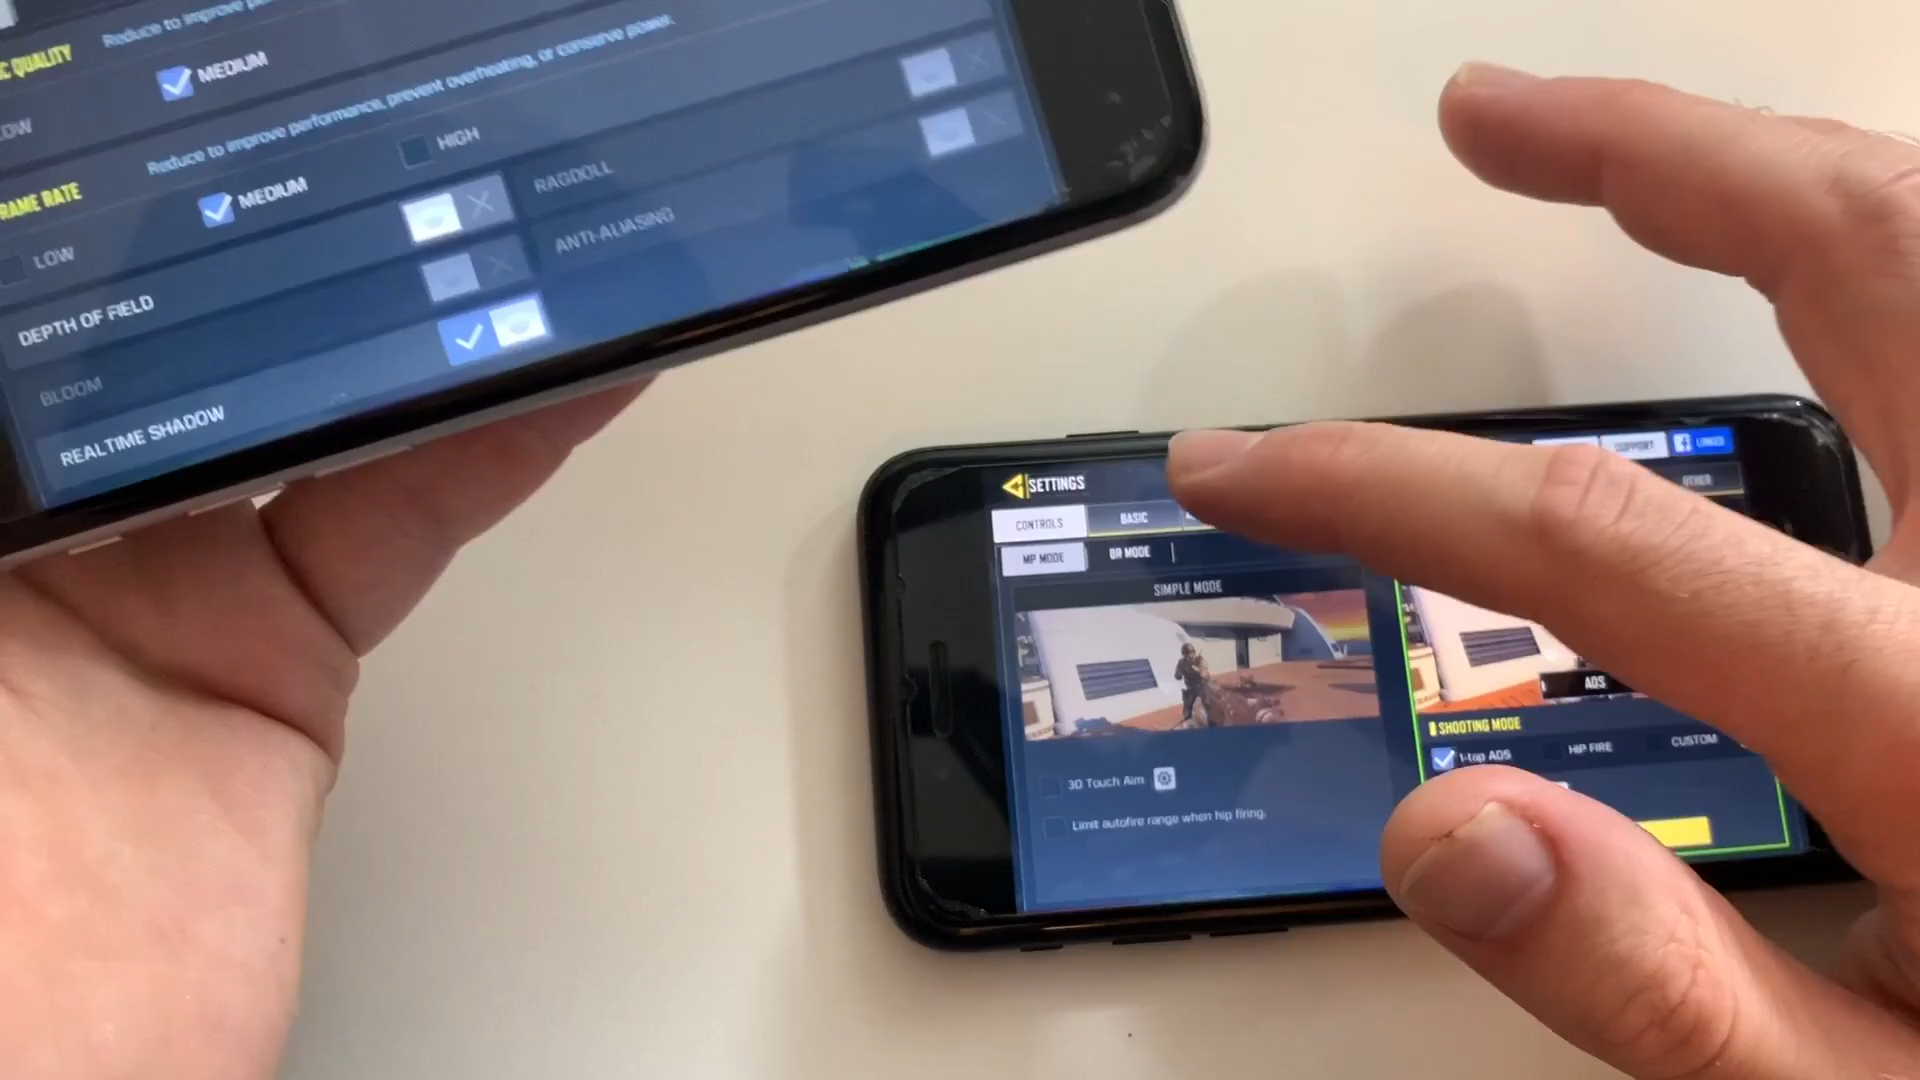 Reduce to improve
QUALITY
MEDIUM
Reduce to improve performance, prevent overheating, or conserve power.
HIGH
RAME RATE
MEDIUM
LOW
RAGDOLL
ANTI-ALIASING
DEPTH OF FIELD
BLOOM
REALTIME SHADOW
SETTINGS
SUPPORT
LINKED
CONTROLS
BASIC
OTHER
MP MODE
BR MODE
SIMPLE MODE
ADS
SHOOTING MODE
1-tap ADS
HIP FIRE
CUSTOM
3D Touch Aim
Limit autofire range when hip firing.